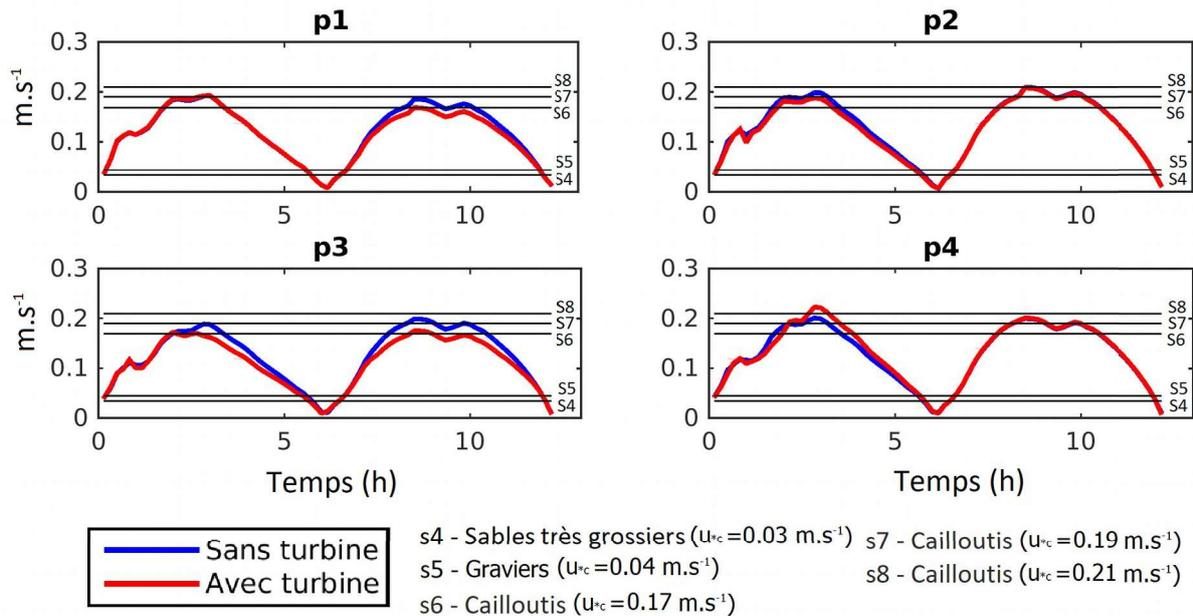 p1
p2
0.3
0.2
0.1
0
m.s⁻¹
S8
S7
S6
S5
S4
0
5
10
0.3
0.2
0.1
0
S8
S7
S6
S5
S4
0
5
10
p3
p4
0.3
0.2
0.1
0
m.s⁻¹
S8
S7
S6
S5
S4
0
5
10
Temps (h)
0.3
0.2
0.1
0
S8
S7
S6
S5
S4
0
5
10
Temps (h)
Sans turbine
Avec turbine
s4 - Sables très grossiers (u*c =0.03 m.s⁻¹)
s5 - Graviers (u*c =0.04 m.s⁻¹)
s6 - Cailloutis (u*c =0.17 m.s⁻¹)
s7 - Cailloutis (u*c =0.19 m.s⁻¹)
s8 - Cailloutis (u*c =0.21 m.s⁻¹)